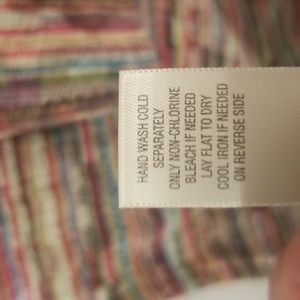 HAND WASH COLD
SEPARATELY
ONLY NON-CHLORINE
BLEACH IF NEEDED
LAY FLAT TO DRY
COOL IRON IF NEEDED
ON REVERSE SIDE